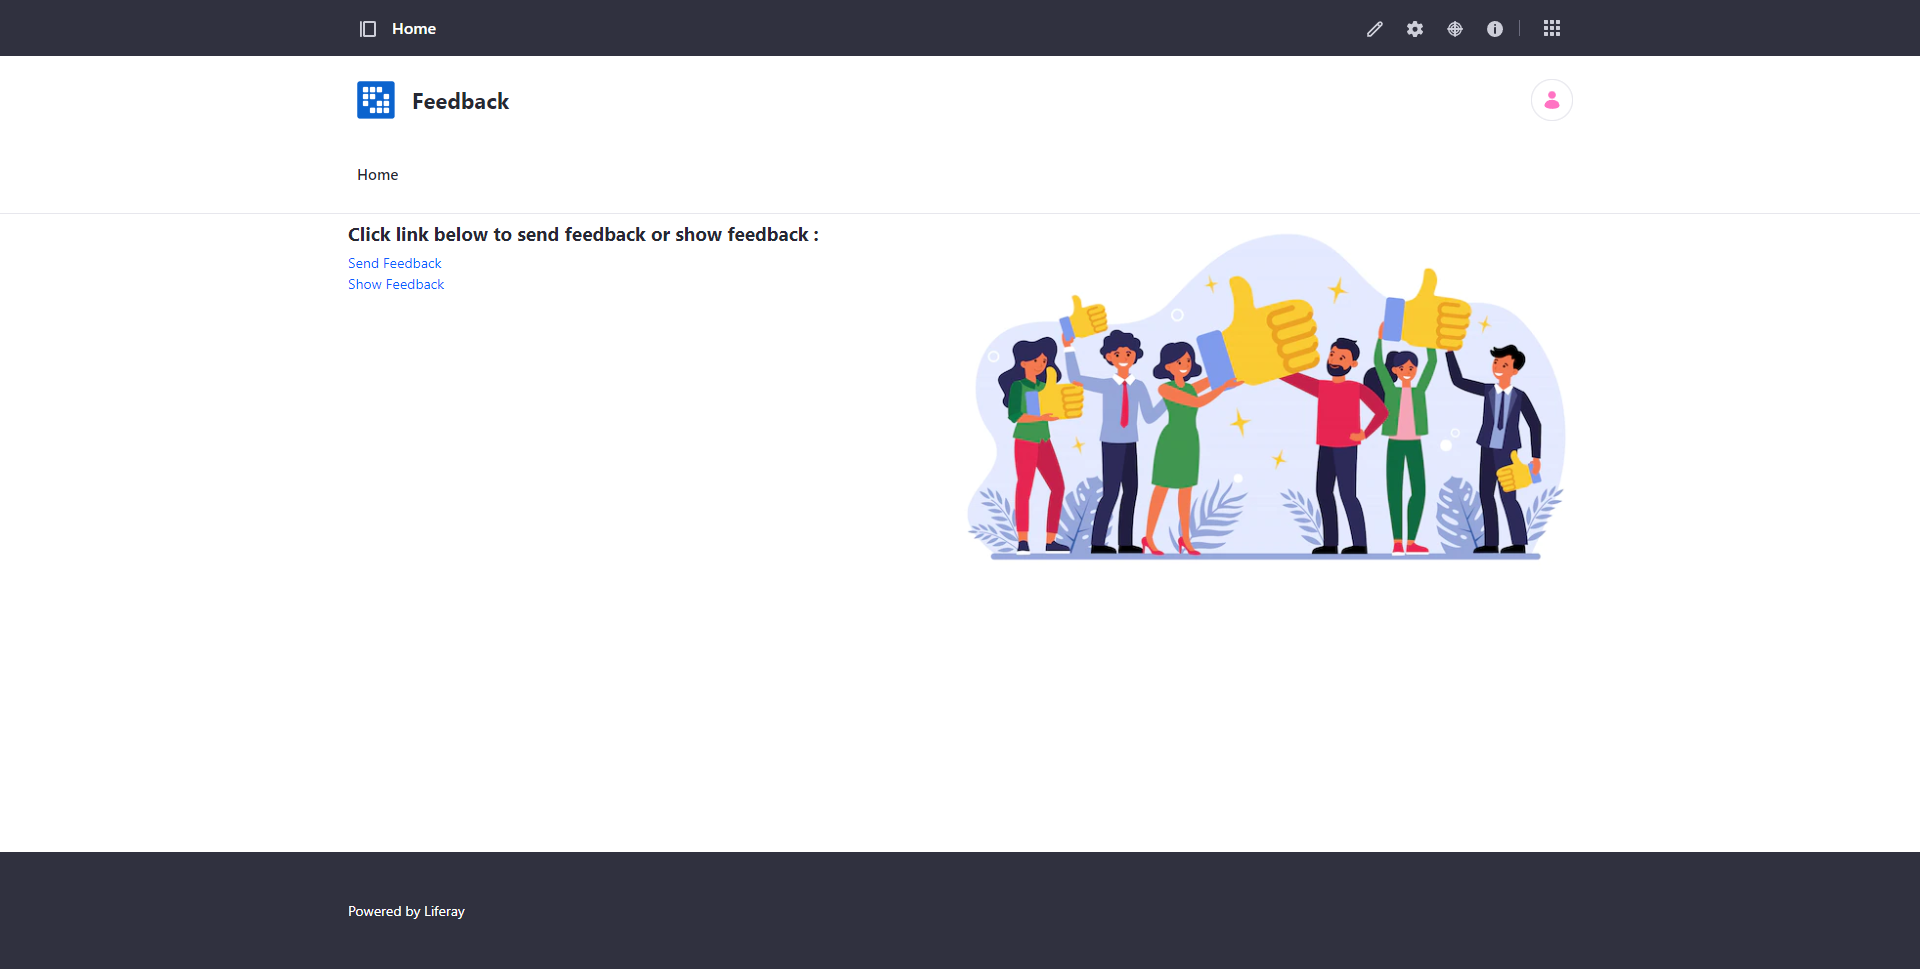 Home
Feedback
Home
Click link below to send feedback or show feedback :
Send Feedback
Show Feedback
Powered by Liferay